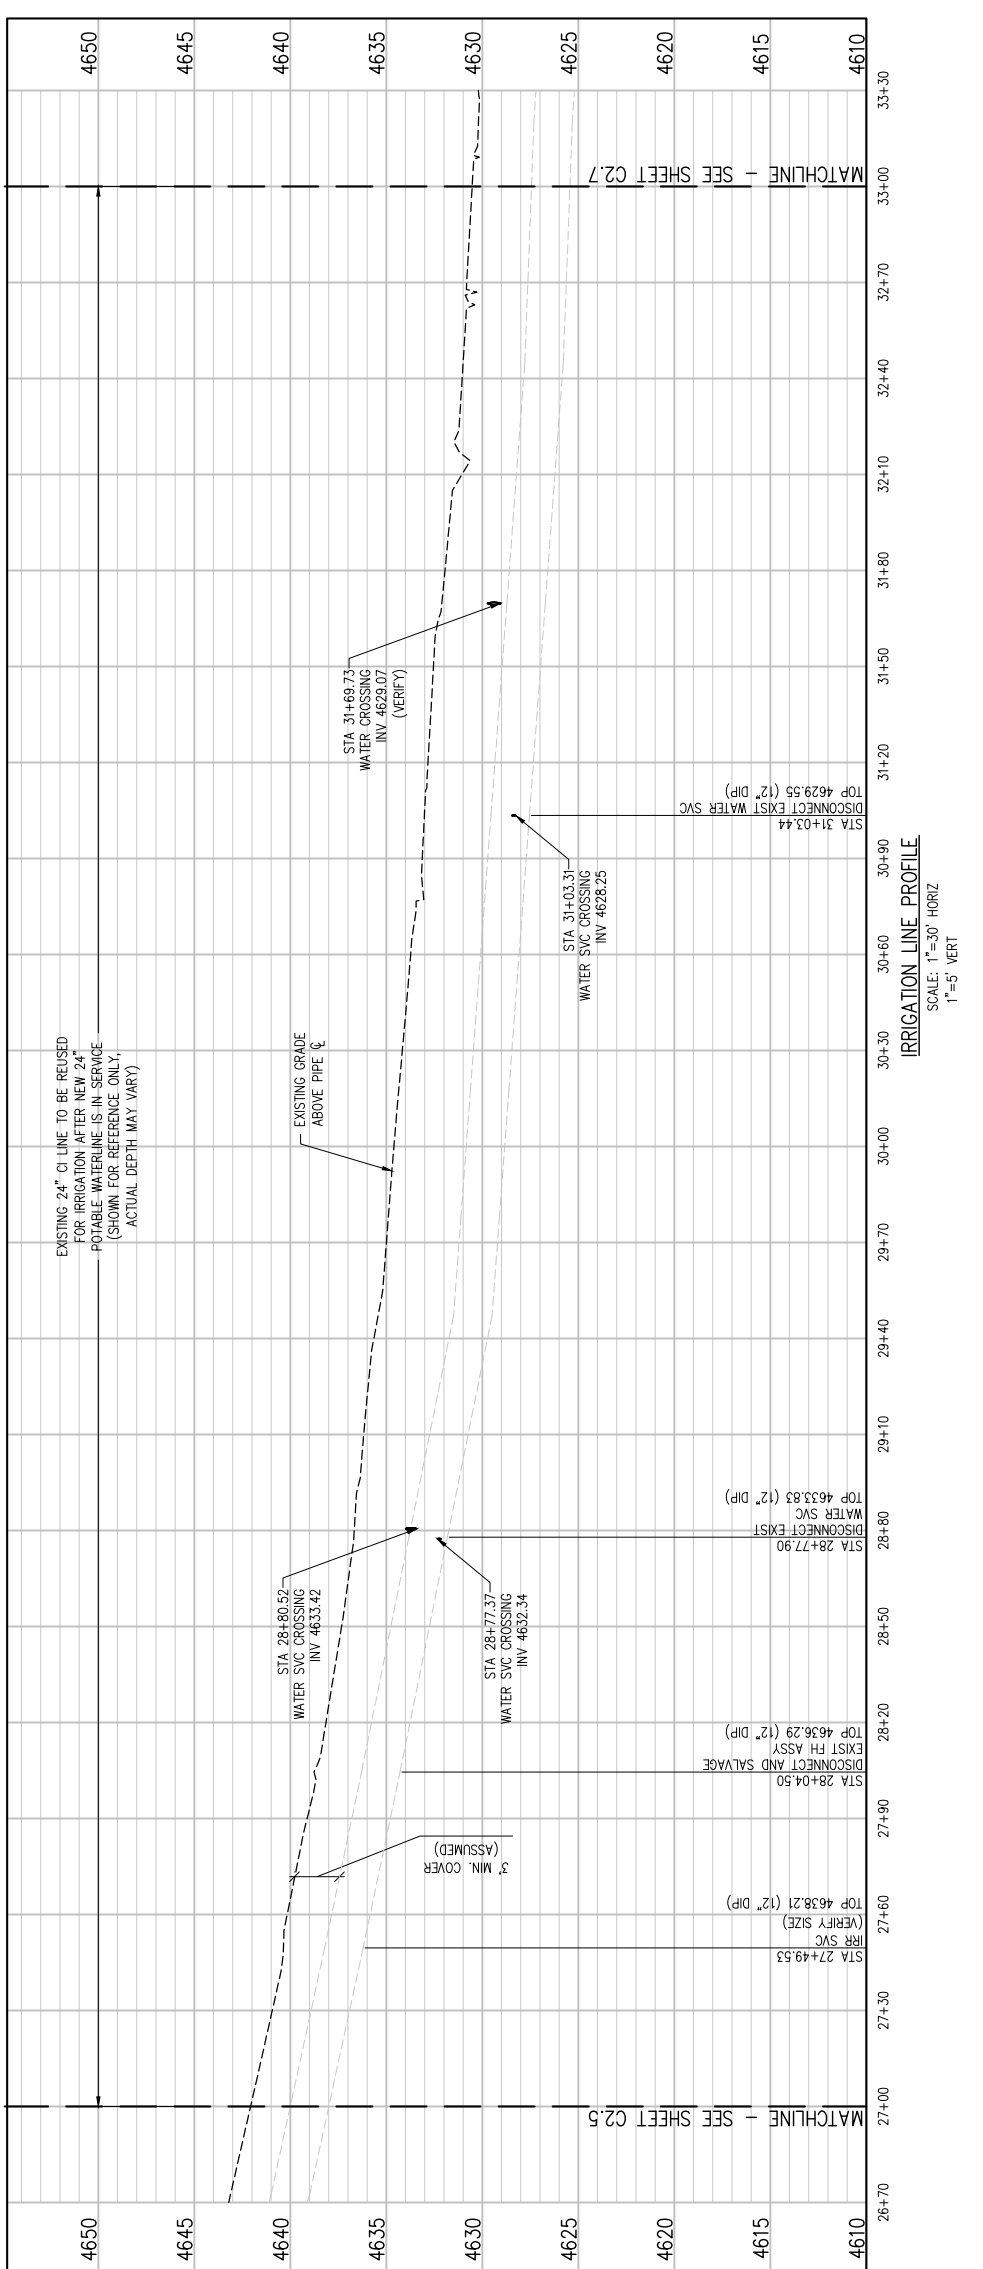 4650
4645
4640
4635
4630
4625
4620
4615
4610
4650
4645
4640
4635
4630
4625
4620
4615
4610
26+70
27+00
27+30
27+60
27+90
28+20
28+50
28+80
29+10
29+40
29+70
30+00
30+30
30+60
30+90
31+20
31+50
31+80
32+10
32+40
32+70
33+00
33+30
MATCHLINE - SEE SHEET C2.5
MATCHLINE - SEE SHEET C2.7
EXISTING 24" CI LINE TO BE REUSED
FOR IRRIGATION AFTER NEW 24"
POTABLE WATERLINE IS IN SERVICE
(SHOWN FOR REFERENCE ONLY,
ACTUAL DEPTH MAY VARY)
EXISTING GRADE
ABOVE PIPE ℄
STA 28+80.52
WATER SVC CROSSING
INV 4633.42
STA 28+77.37
WATER SVC CROSSING
INV 4632.34
STA 31+03.31
WATER SVC CROSSING
INV 4628.25
STA 31+69.73
WATER CROSSING
INV 4629.07
(VERIFY)
3' MIN. COVER
(ASSUMED)
STA 27+49.53
IRR SVC
(VERIFY SIZE)
TOP 4638.21 (12" DIP)
STA 28+04.50
DISCONNECT AND SALVAGE
EXIST FH ASSY
TOP 4636.29 (12" DIP)
STA 28+77.90
DISCONNECT EXIST
WATER SVC
TOP 4633.83 (12" DIP)
STA 31+03.44
DISCONNECT EXIST WATER SVC
TOP 4629.55 (12" DIP)
IRRIGATION LINE PROFILE
SCALE: 1"=30' HORIZ
1"=5' VERT